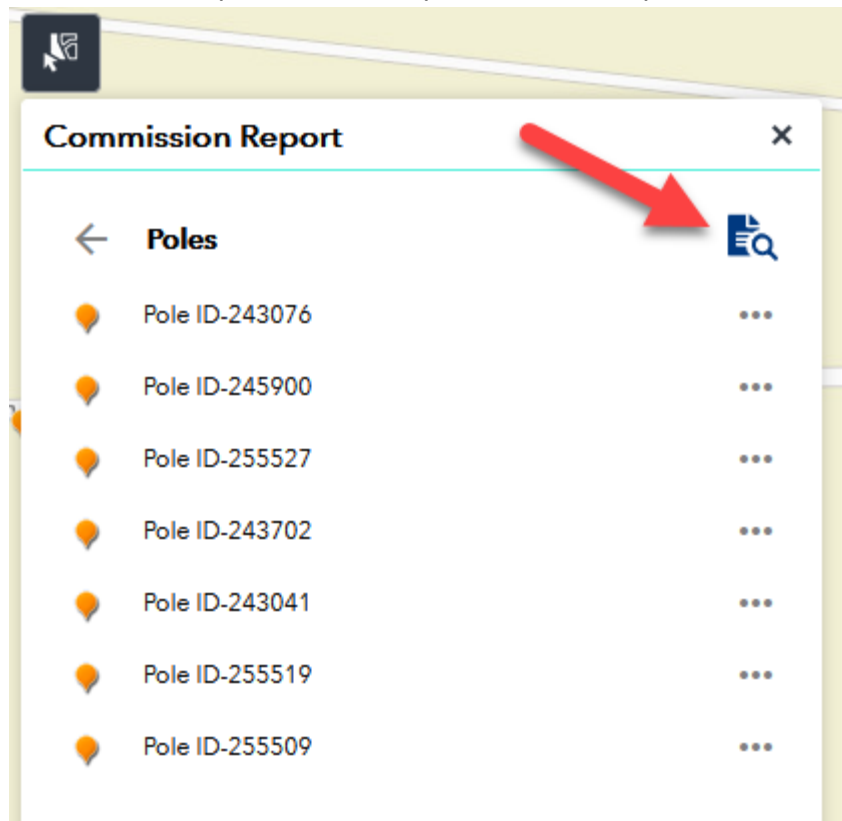 Commission Report
Poles
Pole ID-243076
Pole ID-245900
Pole ID-255527
Pole ID-243702
Pole ID-243041
Pole ID-255519
Pole ID-255509